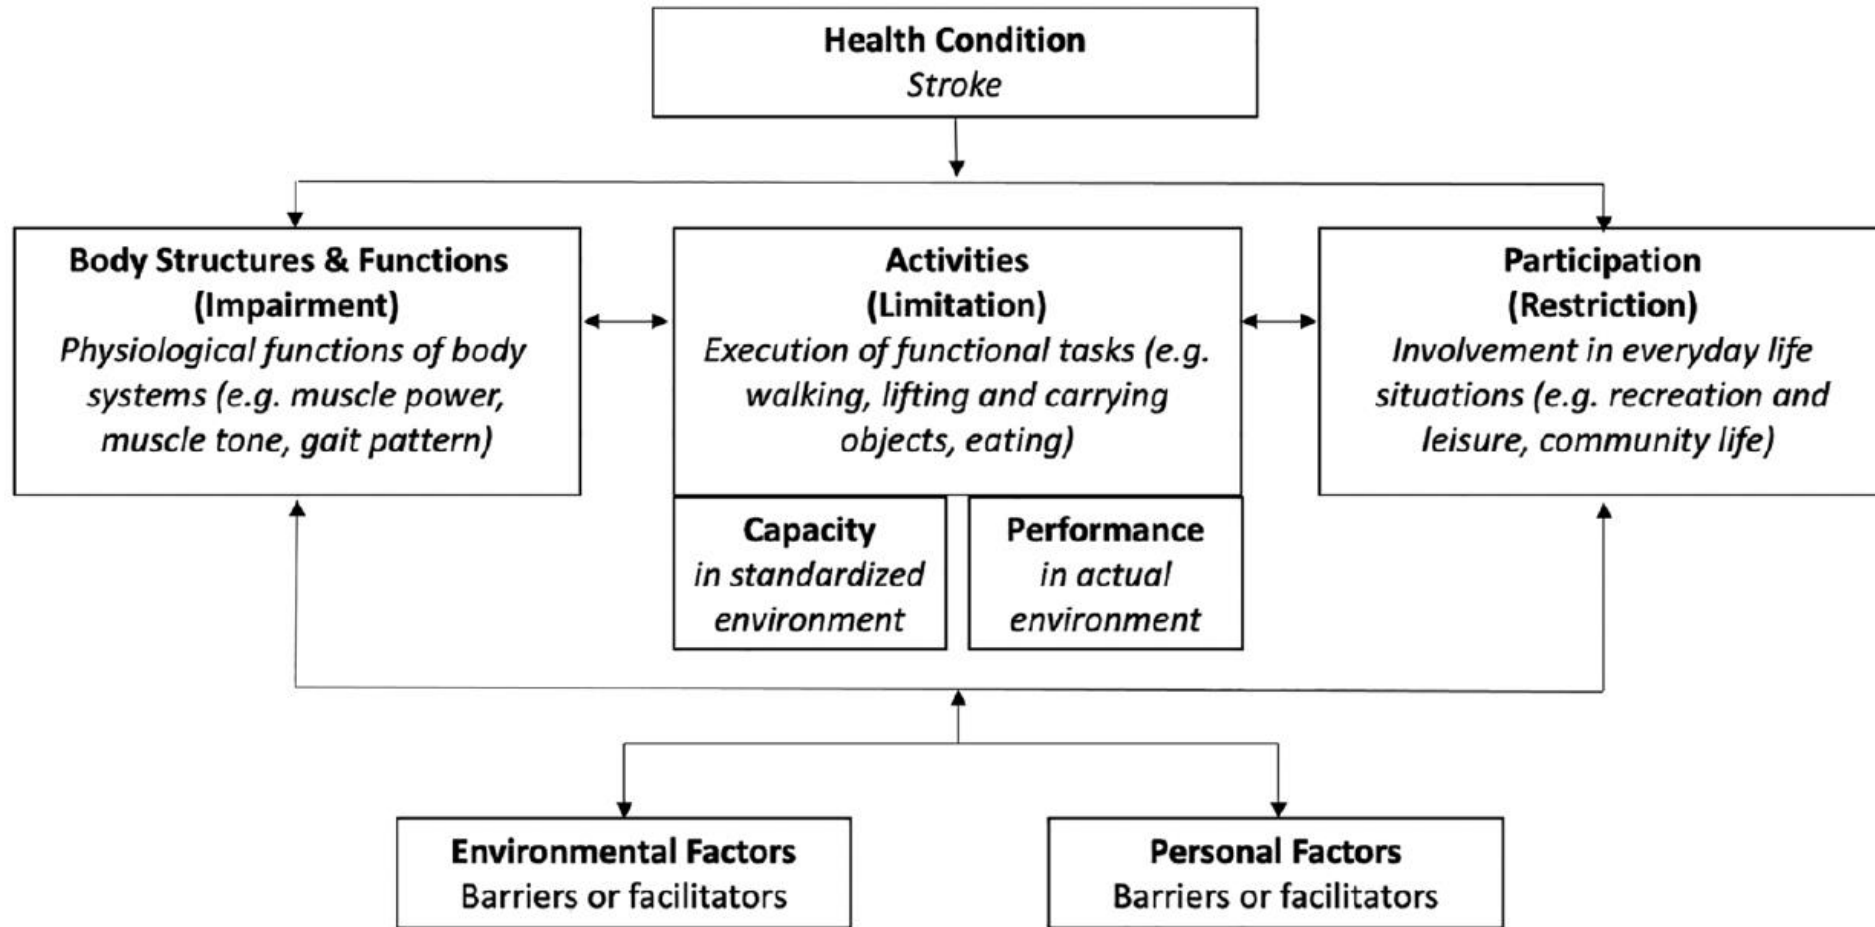 Health Condition
Stroke
Body Structures & Functions
(Impairment)
Physiological functions of body
systems (e.g. muscle power,
muscle tone, gait pattern)
Activities
(Limitation)
Execution of functional tasks (e.g.
walking, lifting and carrying
objects, eating)
Participation
(Restriction)
Involvement in everyday life
situations (e.g. recreation and
leisure, community life)
Capacity
in standardized
environment
Performance
in actual
environment
Environmental Factors
Barriers or facilitators
Personal Factors
Barriers or facilitators